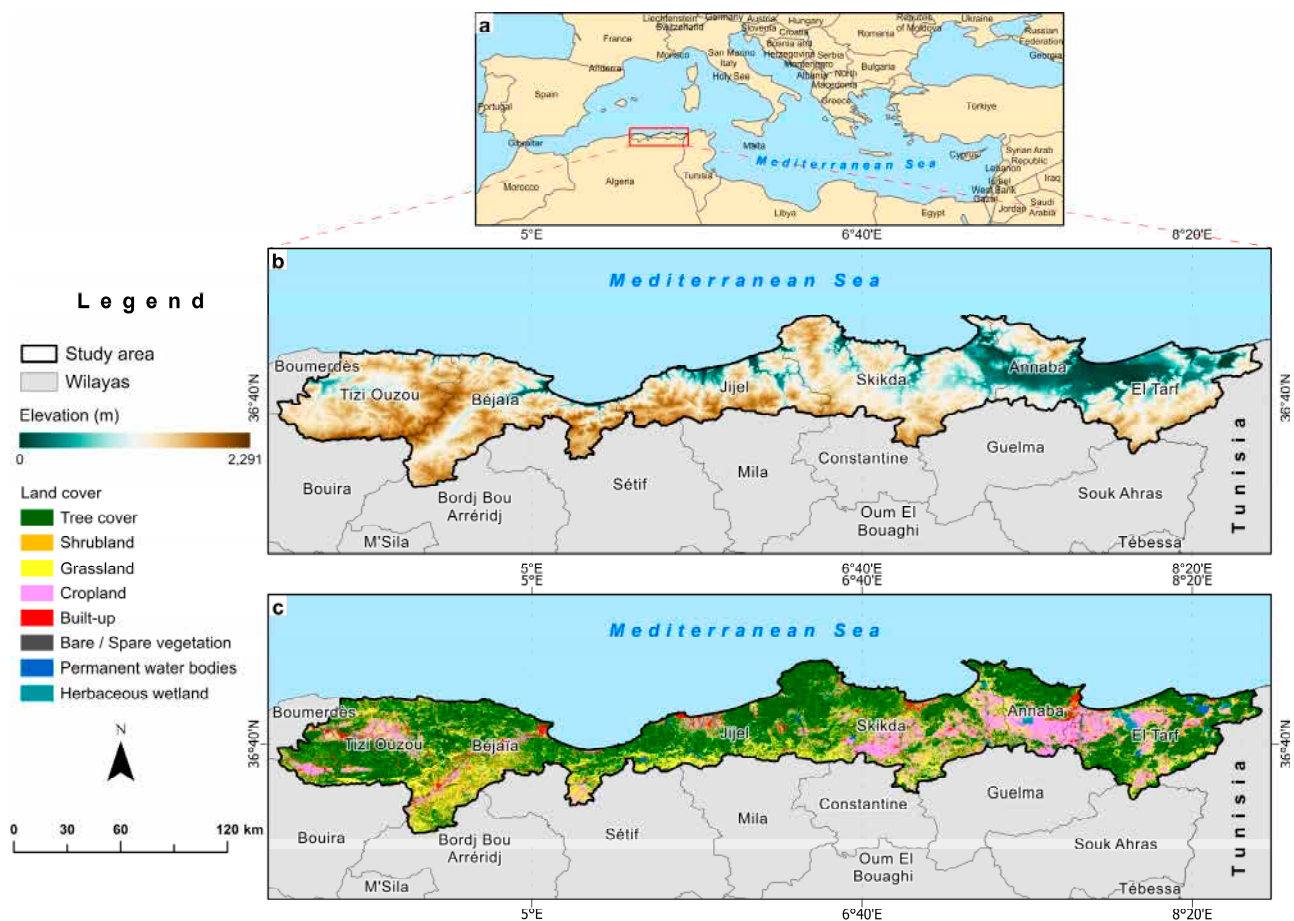 a
Liechtenstein
Germany
Austria
Hungary
Republic
of Moldova
Ukraine
Switzerland
Slovenia
Croatia
Romania
Russian
Federation
France
Monaco
San Marino
Bosnia and
Herzegovina
Serbia
Georgia
Andorra
Italy
Holy See
Montenegro
Bulgaria
Albania
North
Macedonia
Portugal
Spain
Greece
Türkiye
Gibraltar
Malta
Mediterranean Sea
Cyprus
Syrian Arab
Republic
Lebanon
Israel
Iraq
West Bank
Gaza
Morocco
Algeria
Tunisia
Libya
Egypt
Jordan
Saudi
Arabia
5°E
6°40'E
8°20'E
b
Mediterranean Sea
Boumerdès
Tizi Ouzou
Béjaïa
Jijel
Skikda
Annaba
El Tarf
36°40'N
36°40'N
Bouira
Bordj Bou
Arréridj
M'Sila
Sétif
Mila
Constantine
Oum El
Bouaghi
Guelma
Souk Ahras
Tébessa
Tunisia
5°E
6°40'E
8°20'E
Legend
Study area
Wilayas
Elevation (m)
0
2,291
Land cover
Tree cover
Shrubland
Grassland
Cropland
Built-up
Bare / Spare vegetation
Permanent water bodies
Herbaceous wetland
N
0
30
60
120 km
5°E
6°40'E
8°20'E
c
Mediterranean Sea
Boumerdès
Tizi Ouzou
Béjaïa
Jijel
Skikda
Annaba
El Tarf
36°40'N
36°40'N
Bouira
Bordj Bou
Arréridj
M'Sila
Sétif
Mila
Constantine
Oum El
Bouaghi
Guelma
Souk Ahras
Tébessa
Tunisia
5°E
6°40'E
8°20'E